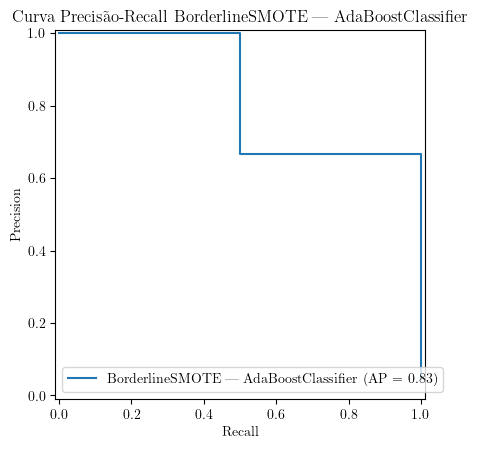 Curva Precisão-Recall BorderlineSMOTE — AdaBoostClassifier
1.0
0.8
0.6
0.4
0.2
0.0
Precision
BorderlineSMOTE — AdaBoostClassifier (AP = 0.83)
0.0 0.2 0.4 0.6 0.8 1.0
Recall